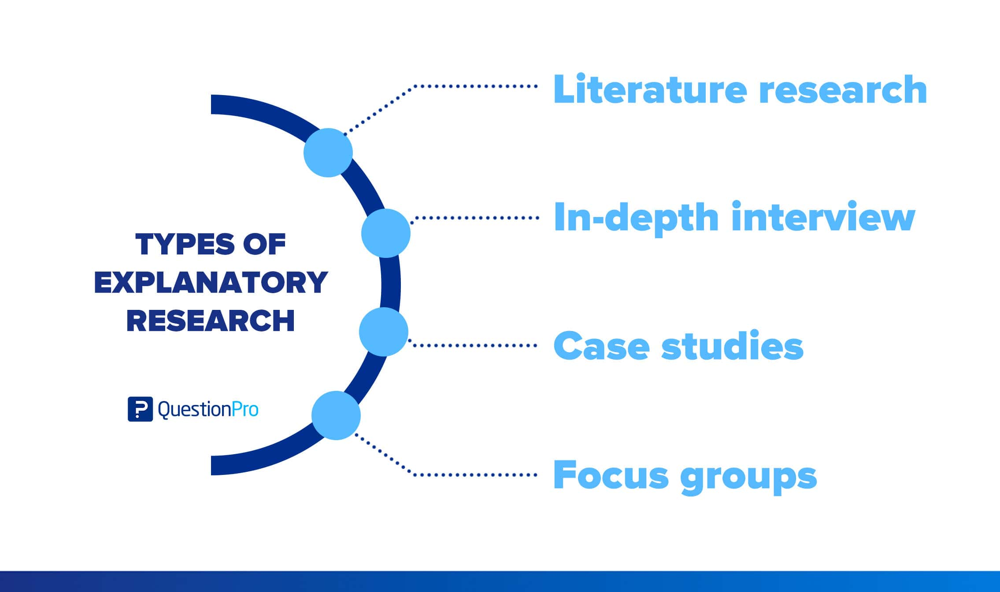 TYPES OF
EXPLANATORY
RESEARCH
QuestionPro
Literature research
In-depth interview
Case studies
Focus groups